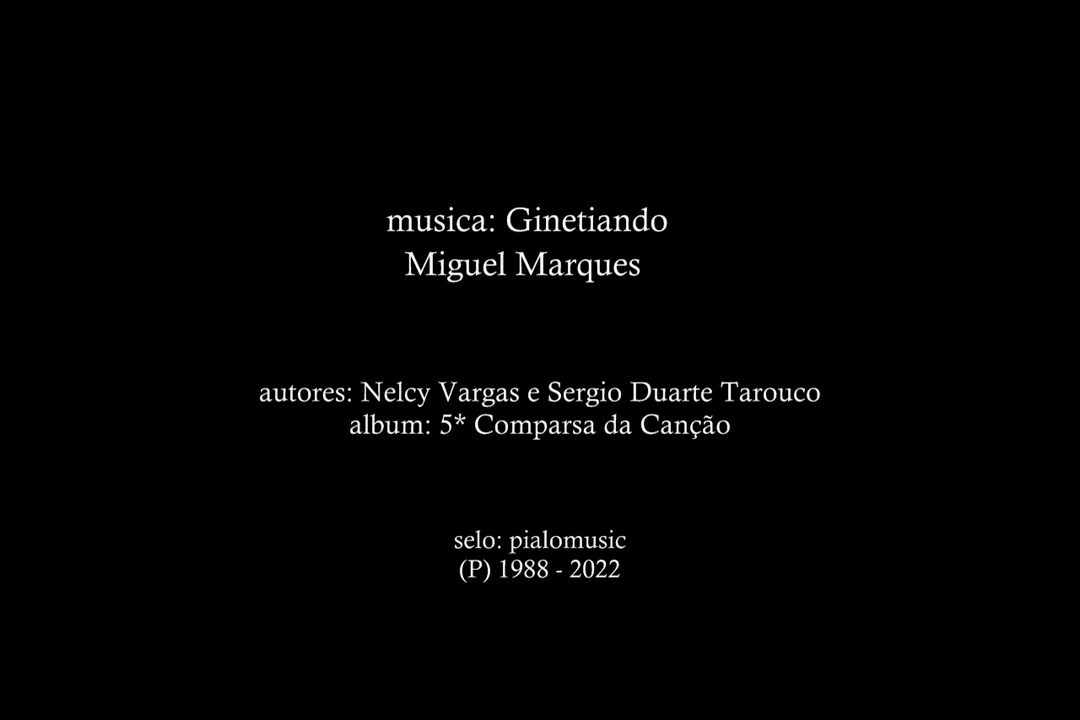 musica: Ginetiando
Miguel Marques
autores: Nelcy Vargas e Sergio Duarte Tarouco
album: 5* Comparsa da Canção
selo: pialomusic
(P) 1988 - 2022